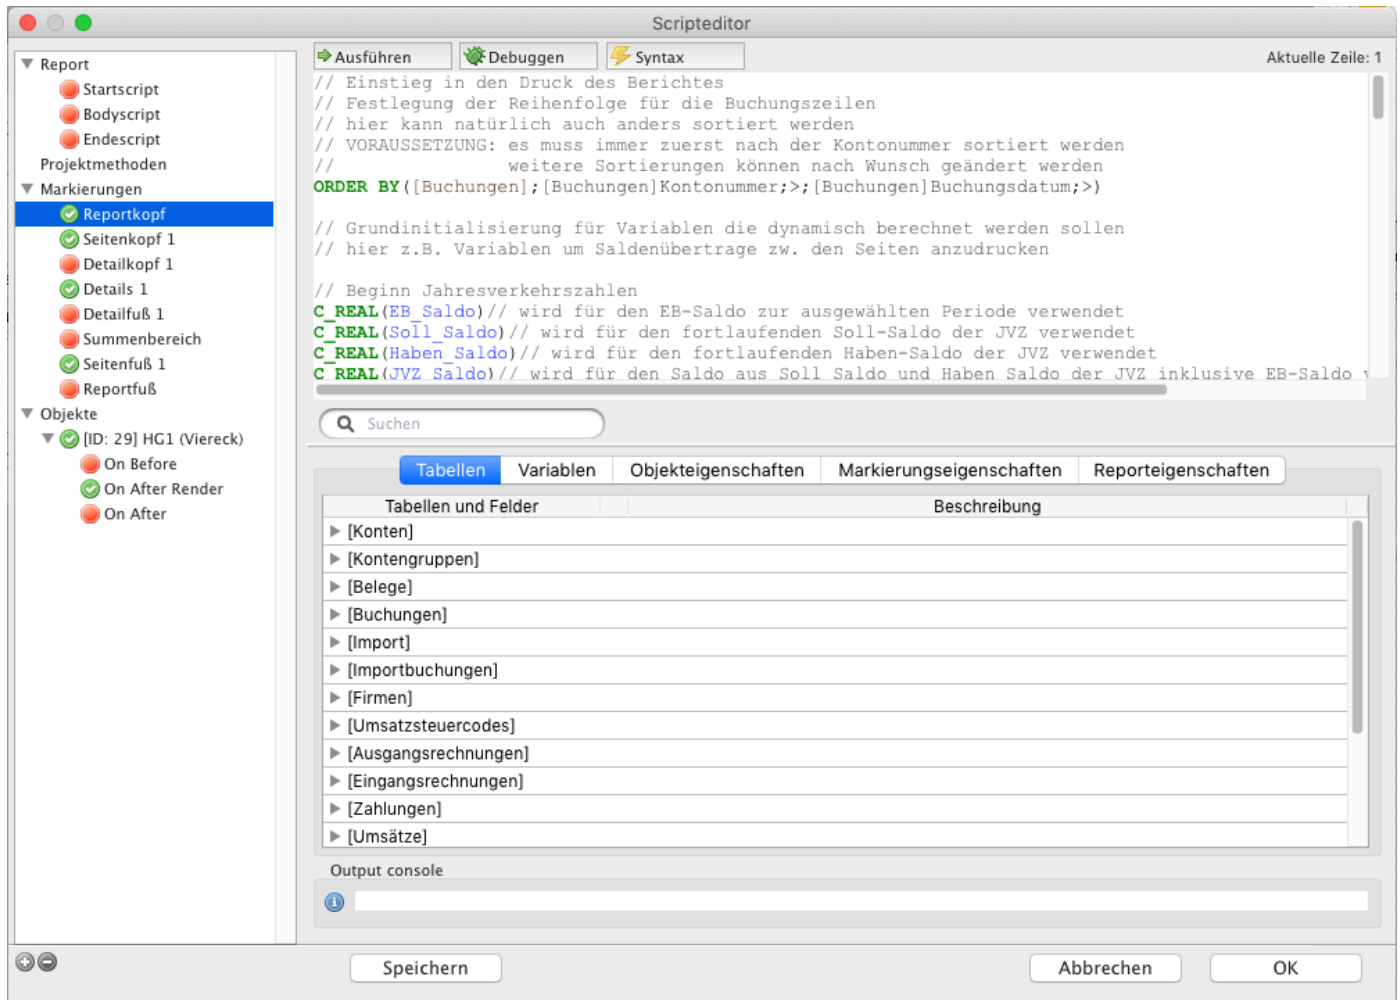 Scripteditor
Report
Startscript
Bodyscript
Endescript
Projektmethoden
Markierungen
Reportkopf
Seitenkopf 1
Detailkopf 1
Details 1
Detailfuß 1
Summenbereich
Seitenfuß 1
Reportfuß
Objekte
[ID: 29] HG1 (Viereck)
On Before
On After Render
On After
Ausführen Debuggen Syntax Aktuelle Zeile: 1
// Einstieg in den Druck des Berichtes
// Festlegung der Reihenfolge für die Buchungszeilen
// hier kann natürlich auch anders sortiert werden
// VORAUSSETZUNG: es muss immer zuerst nach der Kontonummer sortiert werden
// weitere Sortierungen können nach Wunsch geändert werden
ORDER BY([Buchungen];[Buchungen]Kontonummer;>;[Buchungen]Buchungsdatum;>)
// Grundinitialisierung für Variablen die dynamisch berechnet werden sollen
// hier z.B. Variablen um Saldenübertrage zw. den Seiten anzudrucken
// Beginn Jahresverkehrszahlen
C_REAL(EB_Saldo)// wird für den EB-Saldo zur ausgewählten Periode verwendet
C_REAL(Soll_Saldo)// wird für den fortlaufenden Soll-Saldo der JVZ verwendet
C_REAL(Haben_Saldo)// wird für den fortlaufenden Haben-Saldo der JVZ verwendet
C_REAL(JVZ_Saldo)// wird für den Saldo aus Soll_Saldo und Haben_Saldo der JVZ inklusive EB-Saldo
Suchen
Tabellen Variablen Objekteigenschaften Markierungseigenschaften Reporteigenschaften
Tabellen und Felder Beschreibung
[Konten]
[Kontengruppen]
[Belege]
[Buchungen]
[Import]
[Importbuchungen]
[Firmen]
[Umsatzsteuercodes]
[Ausgangsrechnungen]
[Eingangsrechnungen]
[Zahlungen]
[Umsätze]
Output console
Speichern Abbrechen OK